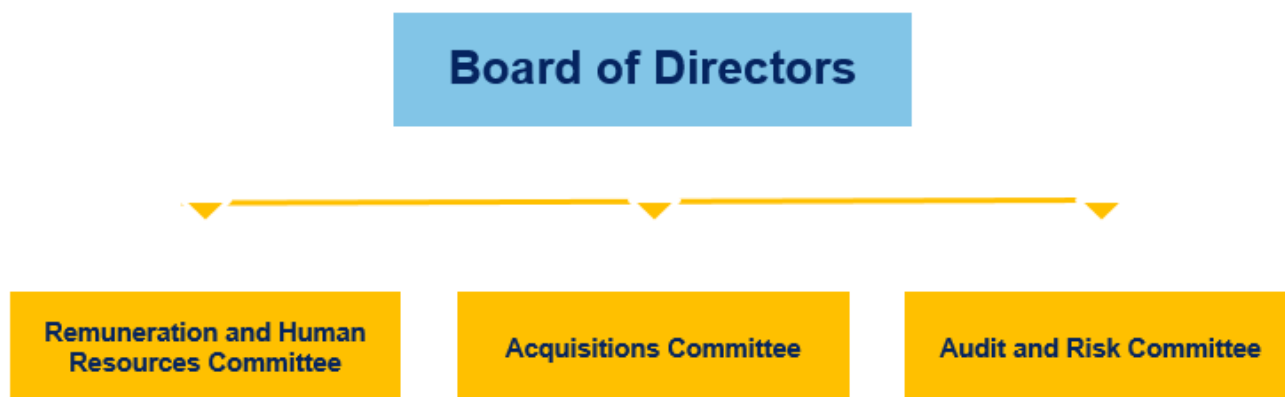 Board of Directors
Remuneration and Human
Resources Committee
Acquisitions Committee
Audit and Risk Committee